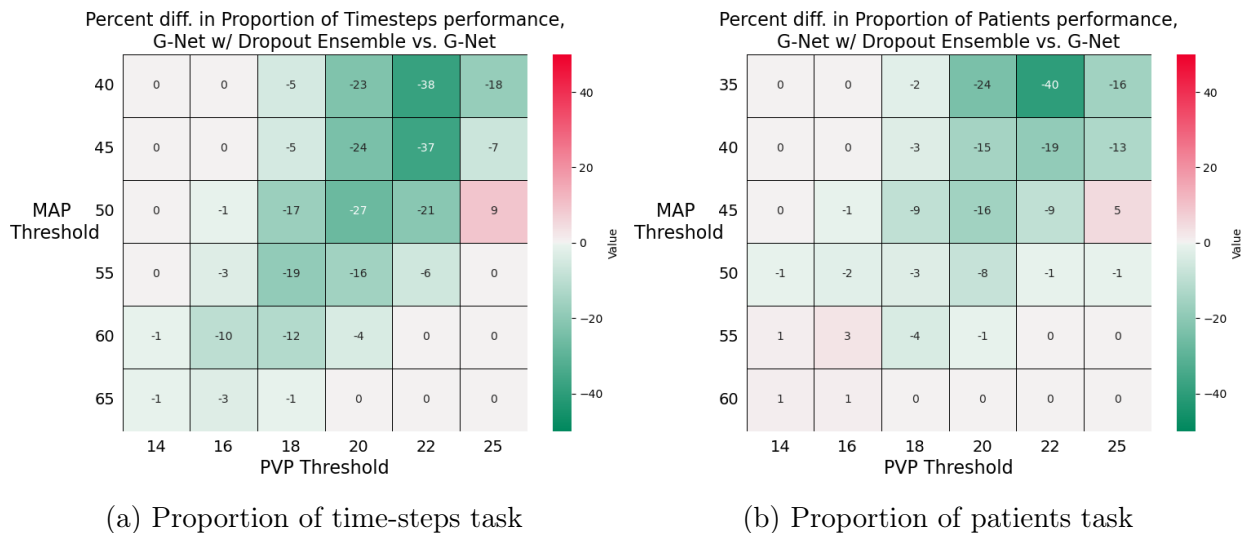 Percent diff. in Proportion of Timesteps performance,
G-Net w/ Dropout Ensemble vs. G-Net
40 0 0 -5 -23 -38 -18
45 0 0 -5 -24 -37 -7
MAP
Threshold
50 0 -1 -17 -27 -21 9
55 0 -3 -19 -16 -6 0
60 -1 -10 -12 -4 0 0
65 -1 -3 -1 0 0 0
14 16 18 20 22 25
PVP Threshold
40
20
0
−20
−40
Value
(a) Proportion of time-steps task
Percent diff. in Proportion of Patients performance,
G-Net w/ Dropout Ensemble vs. G-Net
35 0 0 -2 -24 -40 -16
40 0 0 -3 -15 -19 -13
MAP
Threshold
45 0 -1 -9 -16 -9 5
50 -1 -2 -3 -8 -1 -1
55 1 3 -4 -1 0 0
60 1 1 0 0 0 0
14 16 18 20 22 25
PVP Threshold
40
20
0
−20
−40
Value
(b) Proportion of patients task